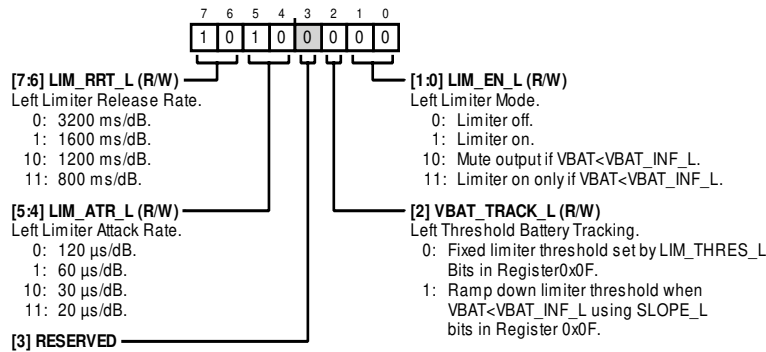 7 6 5 4 3 2 1 0
1 0 1 0 0 0 0 0
[7:6] LIM_RRT_L (R/W)
Left Limiter Release Rate.
0: 3200 ms/dB.
1: 1600 ms/dB.
10: 1200 ms/dB.
11: 800 ms/dB.
[5:4] LIM_ATR_L (R/W)
Left Limiter Attack Rate.
0: 120 µs/dB.
1: 60 µs/dB.
10: 30 µs/dB.
11: 20 µs/dB.
[3] RESERVED
[1:0] LIM_EN_L (R/W)
Left Limiter Mode.
0: Limiter off.
1: Limiter on.
10: Mute output if VBAT<VBAT_INF_L.
11: Limiter on only if VBAT<VBAT_INF_L.
[2] VBAT_TRACK_L (R/W)
Left Threshold Battery Tracking.
0: Fixed limiter threshold set by LIM_THRES_L
Bits in Register0x0F.
1: Ramp down limiter threshold when
VBAT<VBAT_INF_L using SLOPE_L
bits in Register 0x0F.